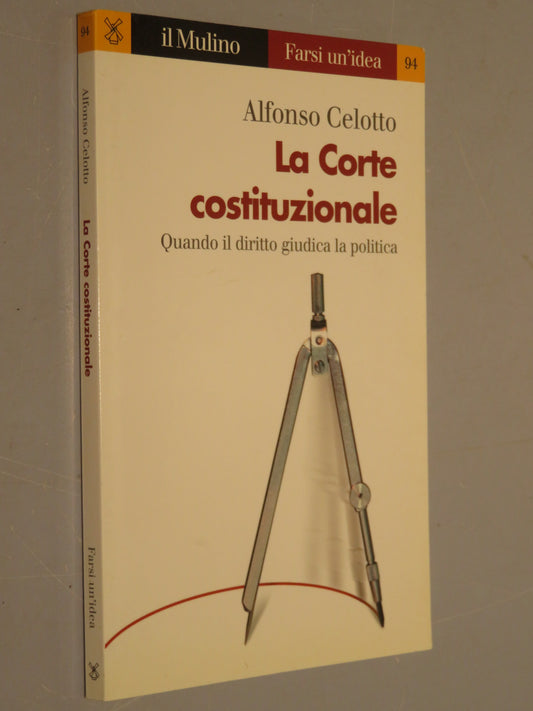 94
il Mulino
Farsi un'idea
94
Alfonso Celotto
La Corte
costituzionale
Quando il diritto giudica la politica
Alfonso Celotto
La Corte costituzionale
Farsi un'idea